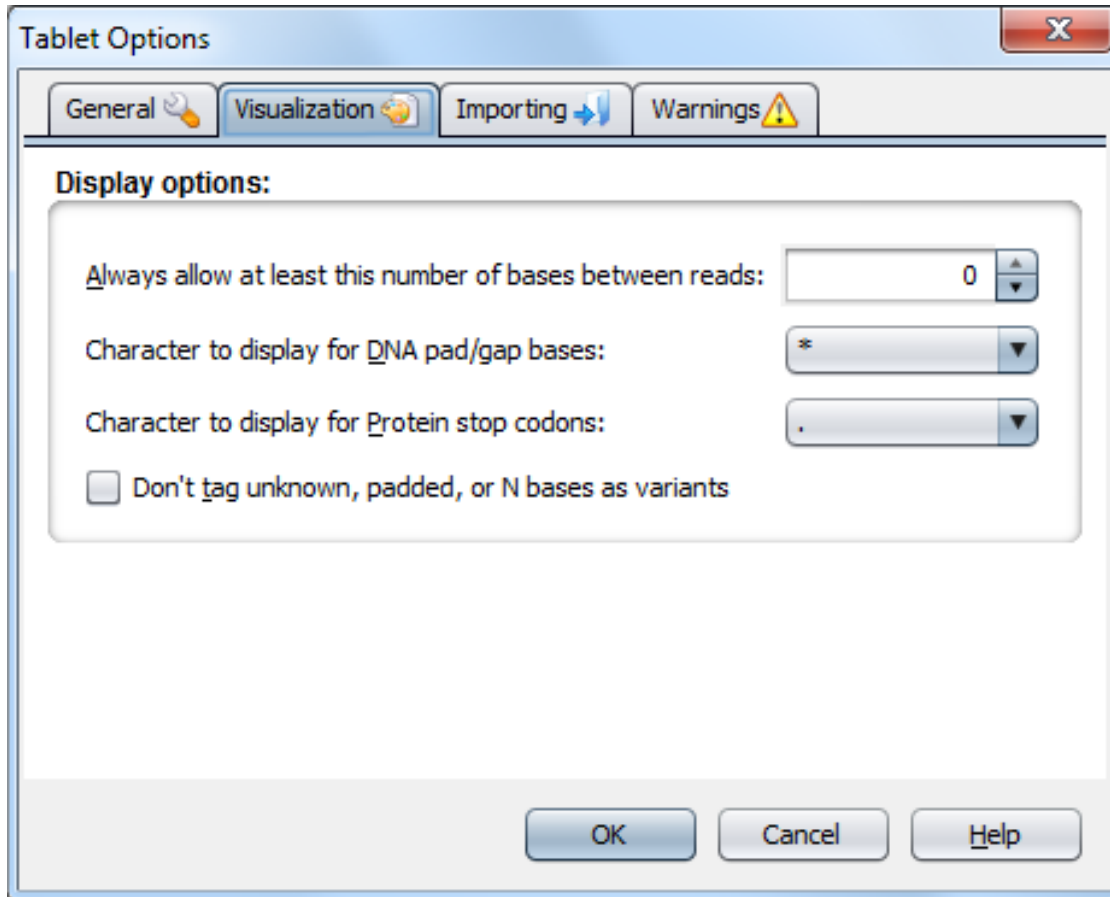 Tablet Options
General Visualization Importing Warnings
Display options:
Always allow at least this number of bases between reads: 0
Character to display for DNA pad/gap bases: *
Character to display for Protein stop codons: .
Don't tag unknown, padded, or N bases as variants
OK Cancel Help